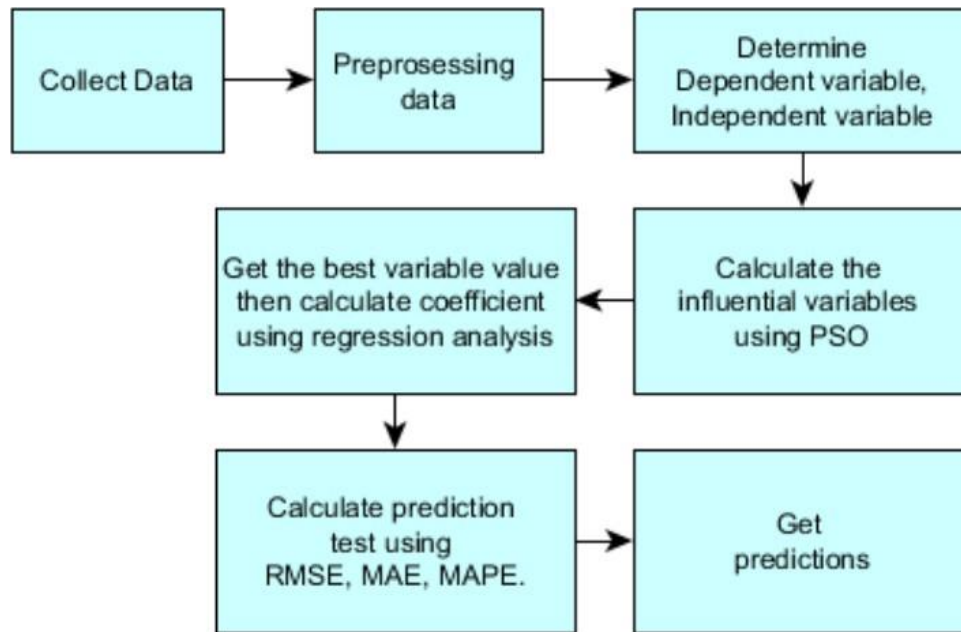 Collect Data
Preprosessing
data
Determine
Dependent variable,
Independent variable
Calculate the
influential variables
using PSO
Get the best variable value
then calculate coefficient
using regression analysis
Calculate prediction
test using
RMSE, MAE, MAPE.
Get
predictions